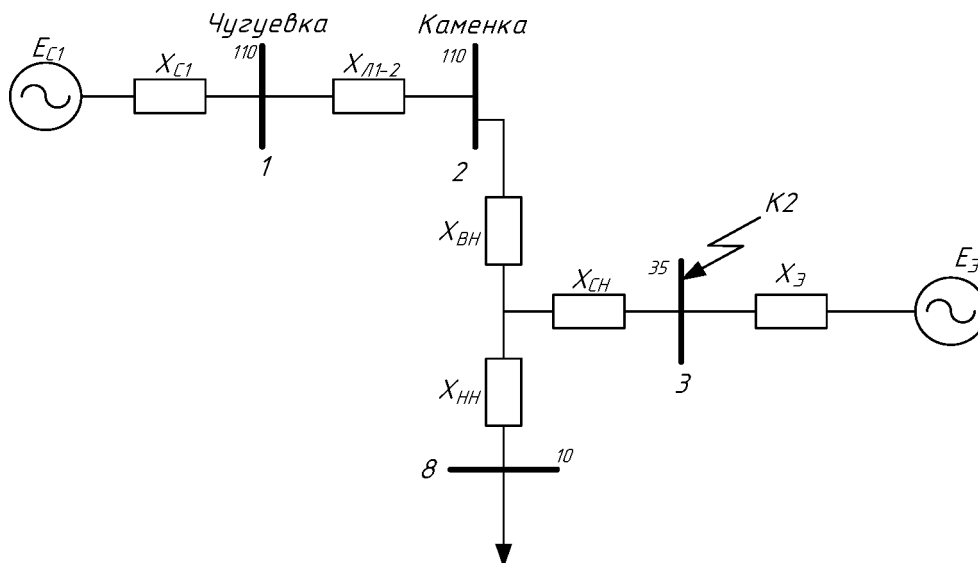 Чугуевка
Каменка
E_C1
X_C1
110
X_Л1-2
110
1
2
X_ВН
K2
X_СН
35
X_Э
E_Э
3
X_НН
8
10